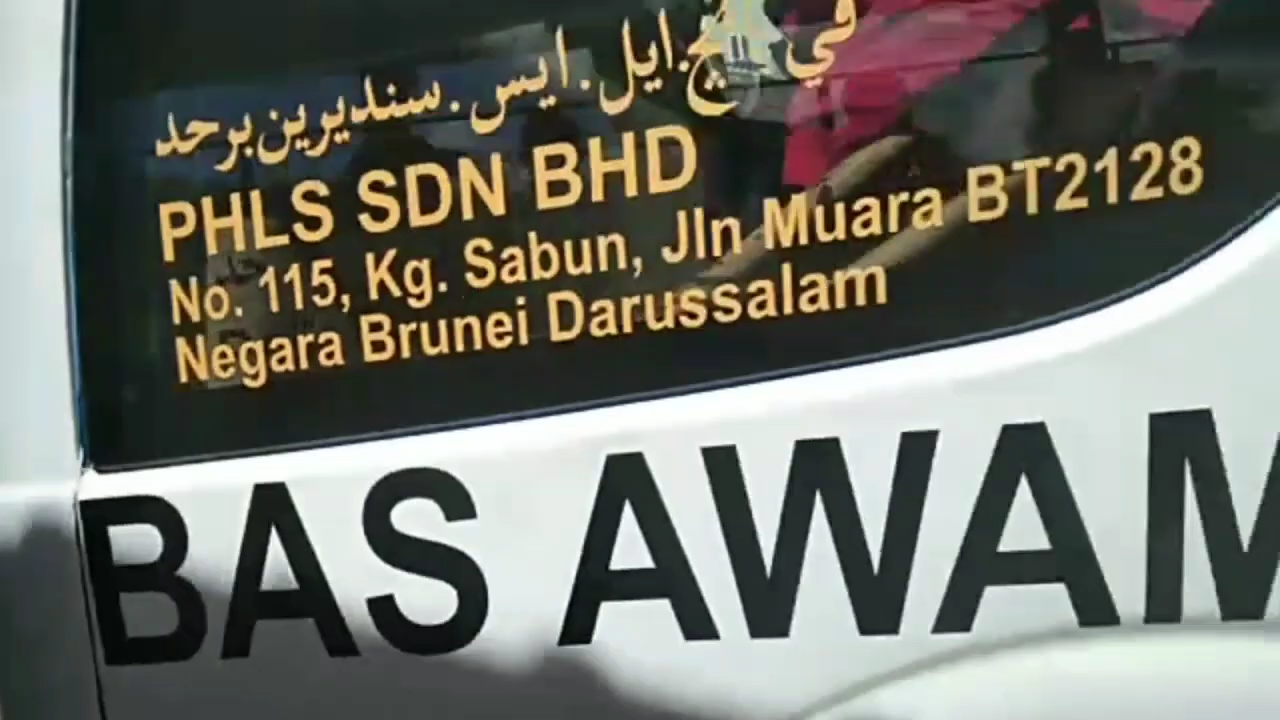 في.ايچ.ايل.ايس.سنديرين برحد
PHLS SDN BHD
No. 115, Kg. Sabun, Jln Muara BT2128
Negara Brunei Darussalam
BAS AWAM